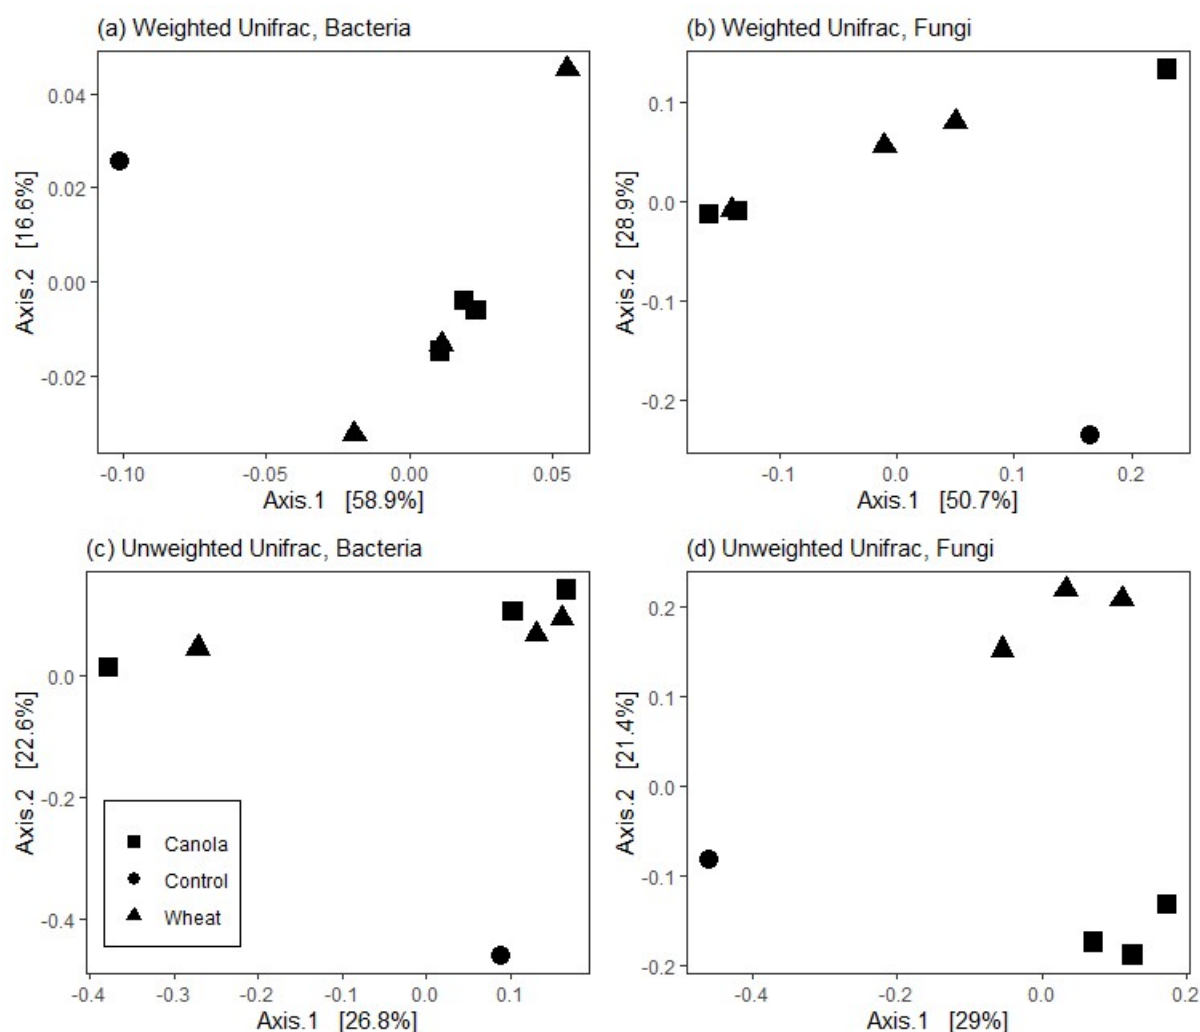 (a) Weighted Unifrac, Bacteria
0.04
0.02
0.00
-0.02
Axis.2 [16.6%]
-0.10 -0.05 0.00 0.05
Axis.1 [58.9%]
(b) Weighted Unifrac, Fungi
0.1
0.0
-0.1
-0.2
Axis.2 [28.9%]
-0.1 0.0 0.1 0.2
Axis.1 [50.7%]
(c) Unweighted Unifrac, Bacteria
0.0
-0.2
-0.4
Axis.2 [22.6%]
Canola
Control
Wheat
-0.4 -0.3 -0.2 -0.1 0.0 0.1
Axis.1 [26.8%]
(d) Unweighted Unifrac, Fungi
0.2
0.1
0.0
-0.1
-0.2
Axis.2 [21.4%]
-0.4 -0.2 0.0 0.2
Axis.1 [29%]